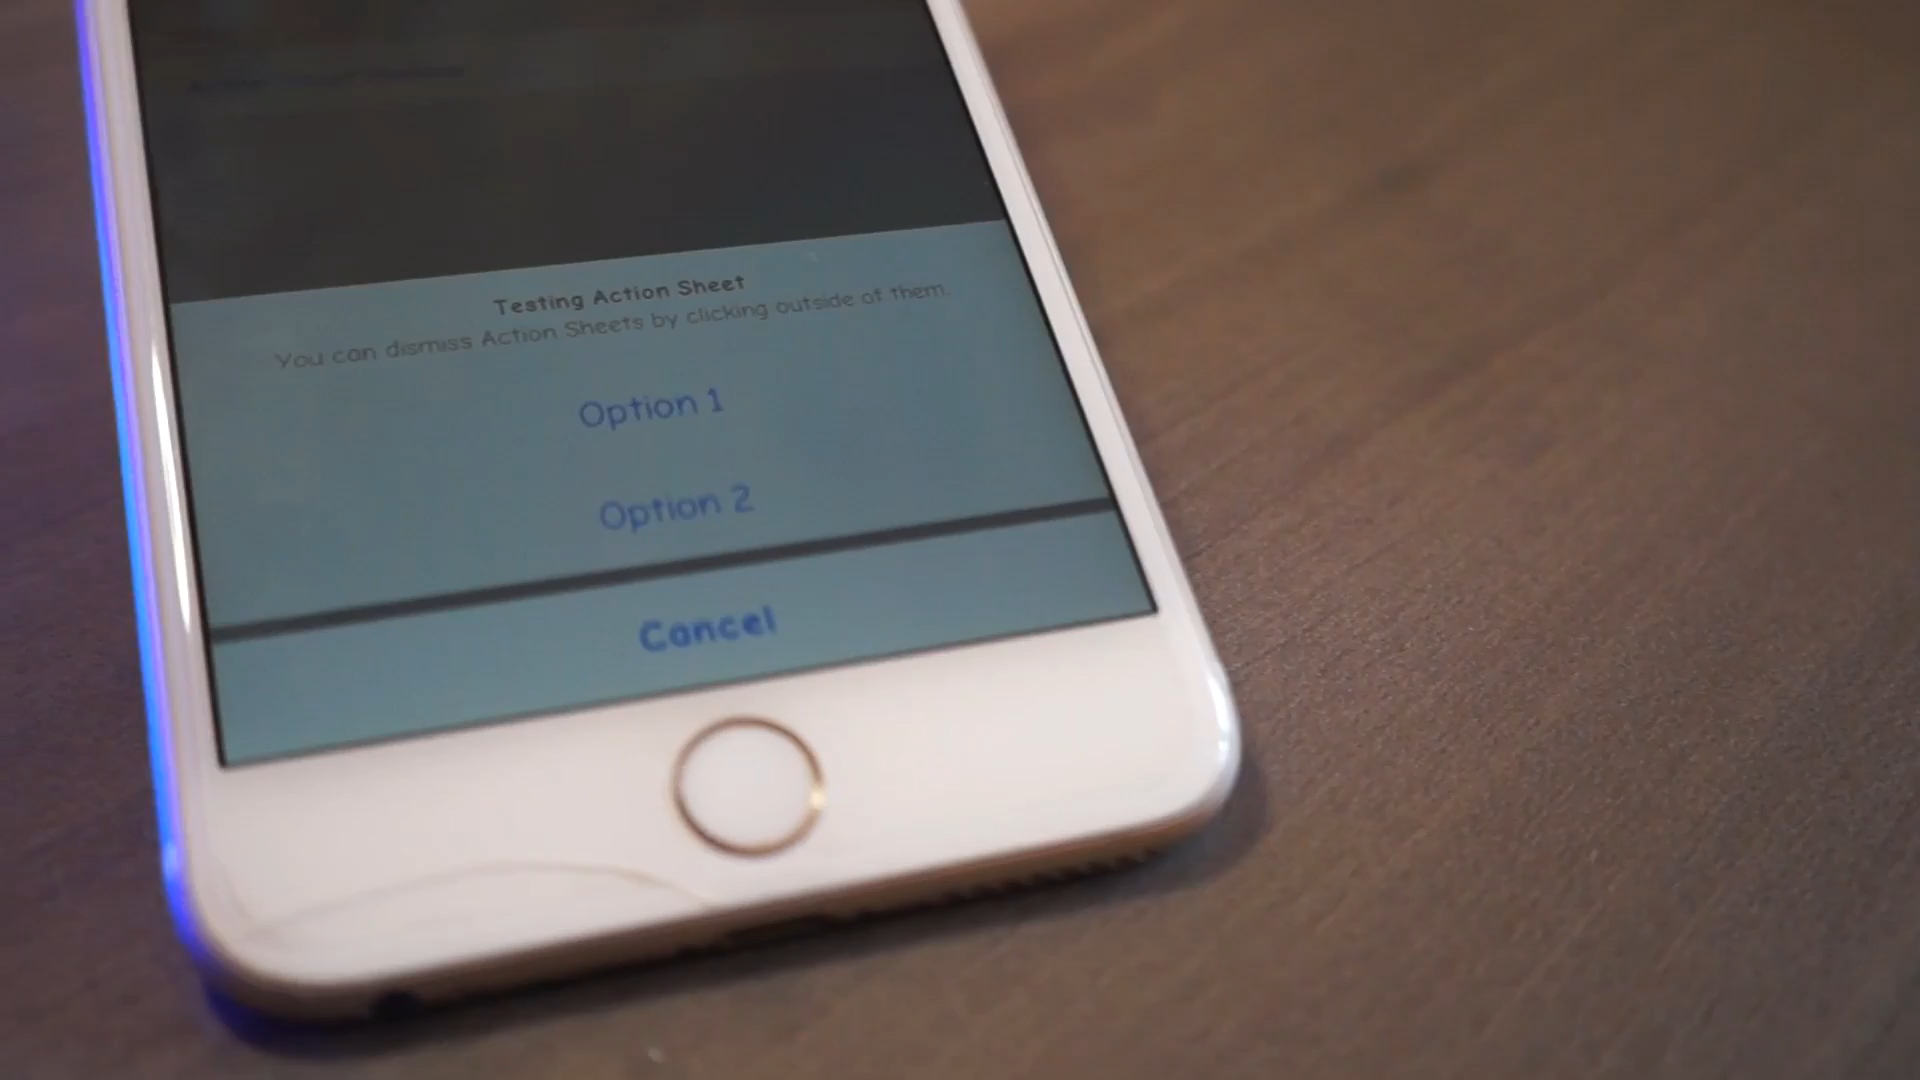 Testing Action Sheet
You can dismiss Action Sheets by clicking outside of them.
Option 1
Option 2
Cancel